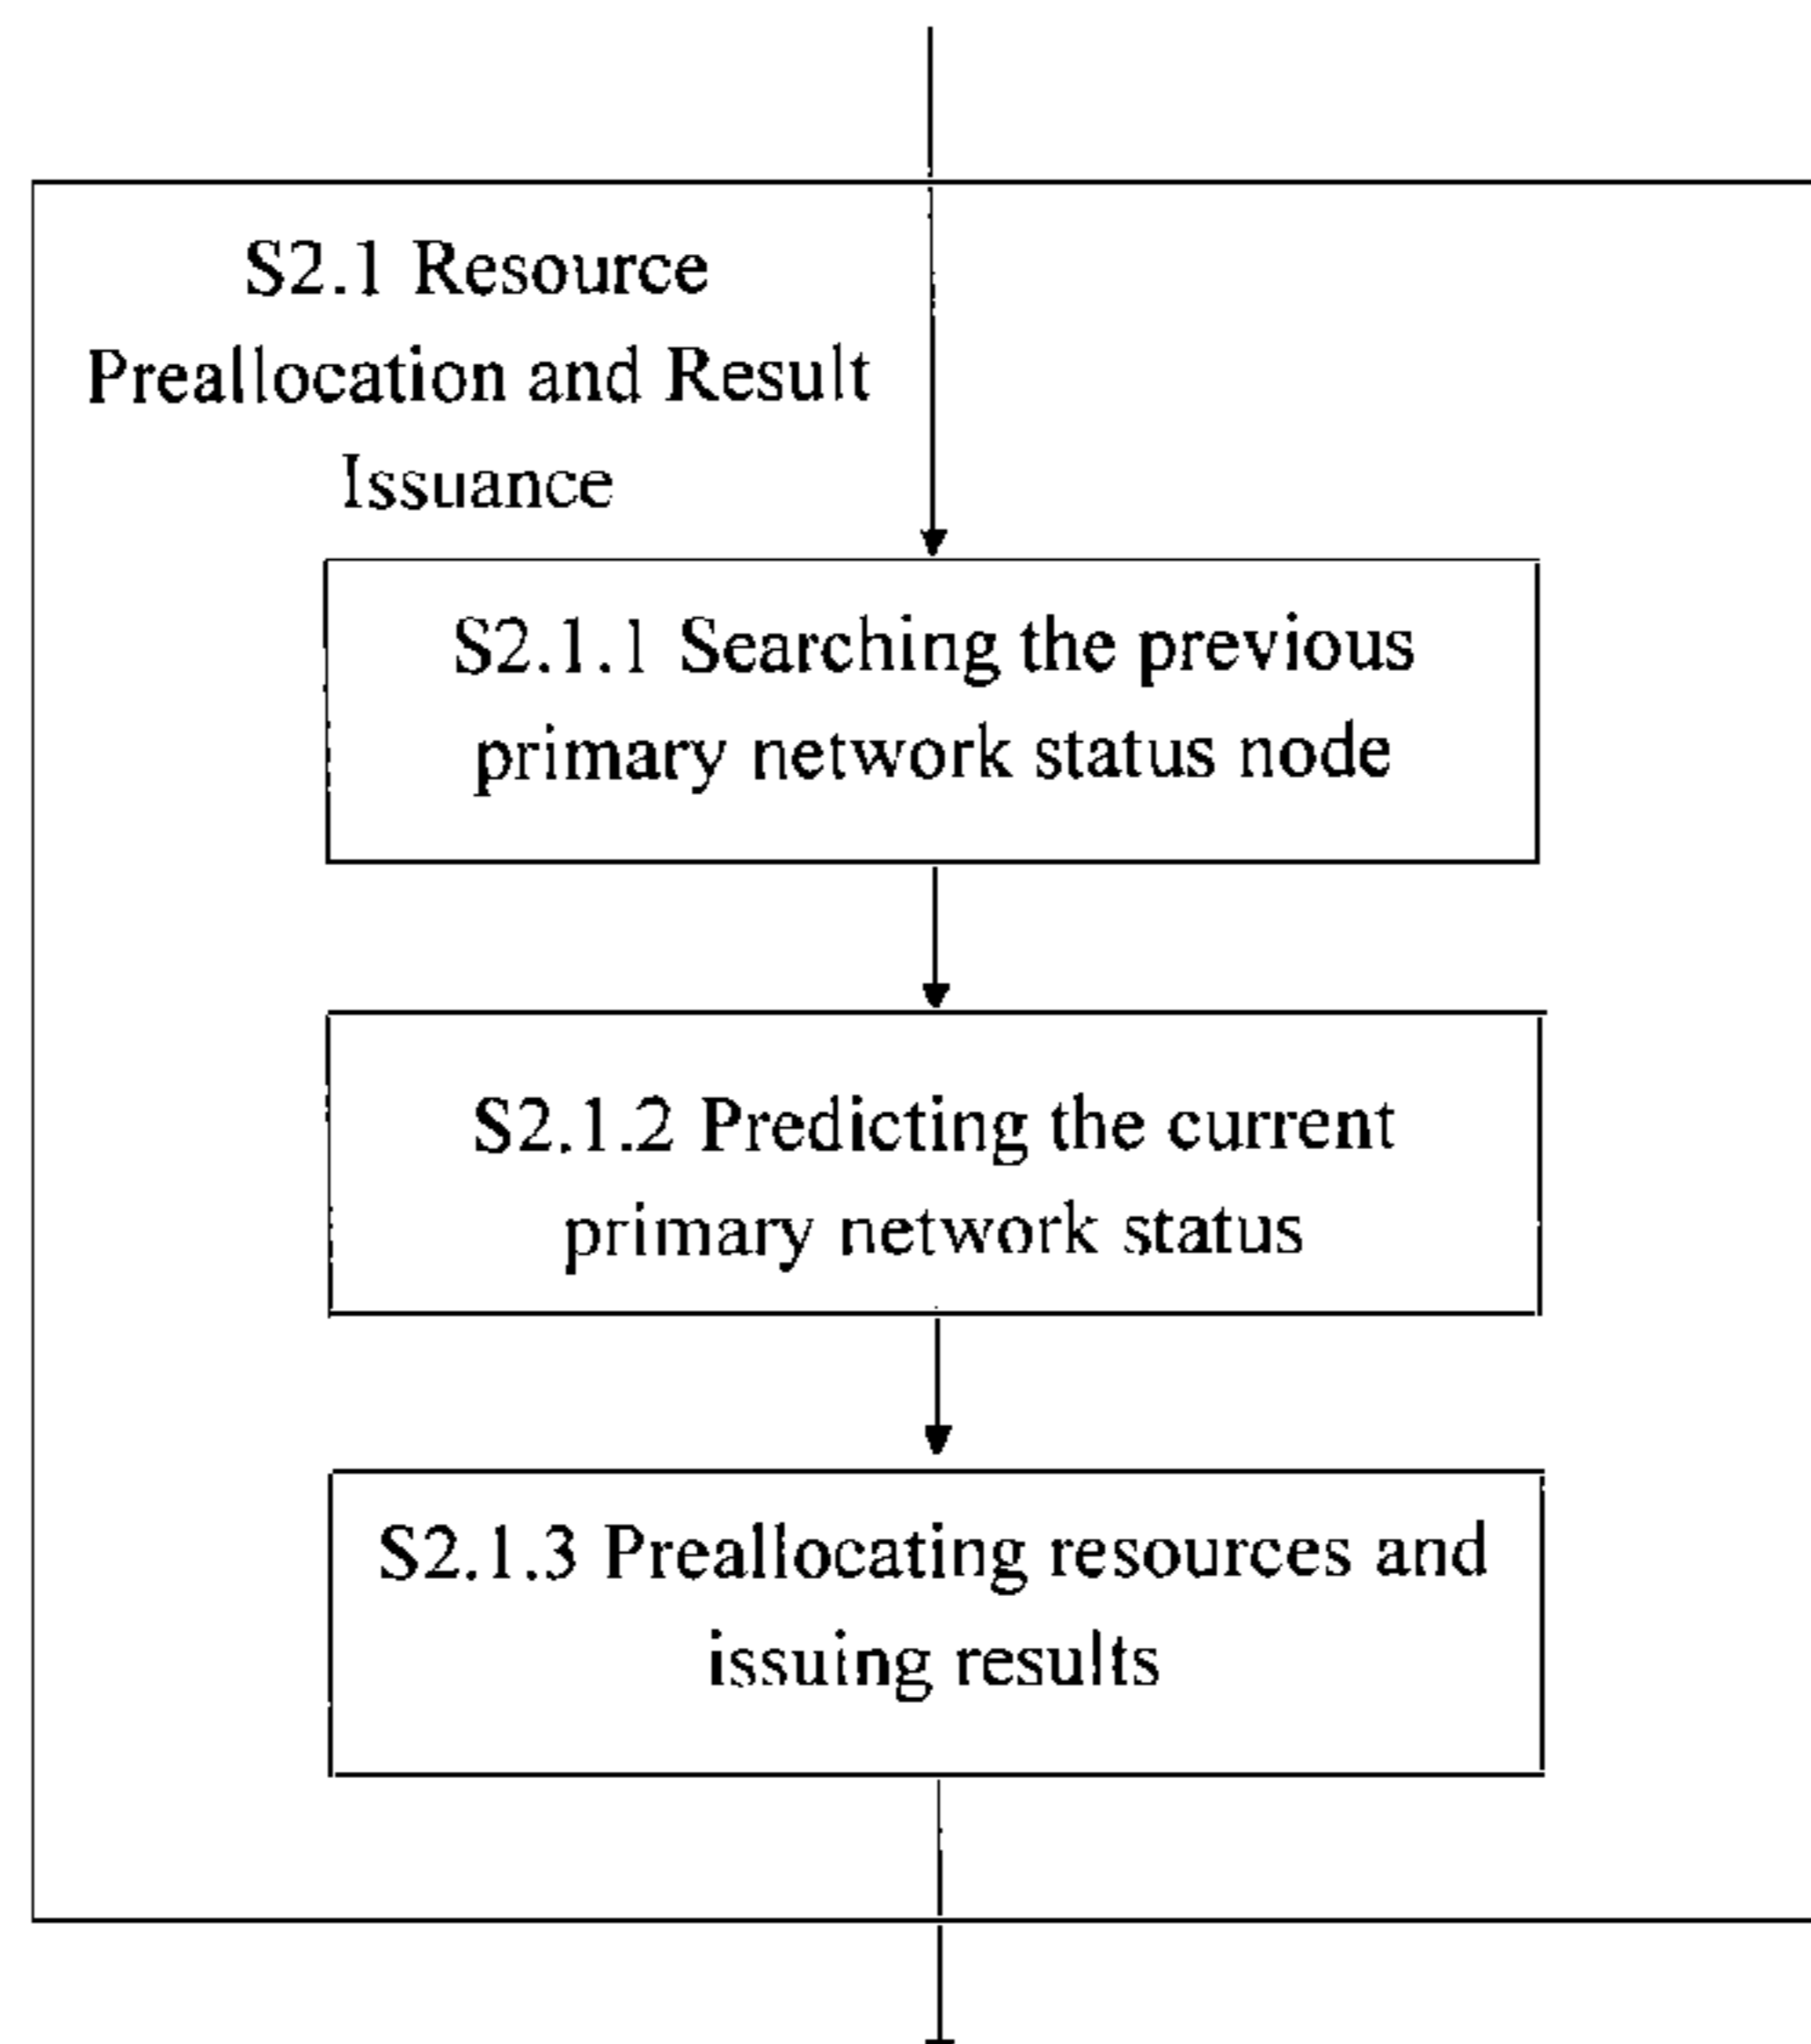 S2.1 Resource
Preallocation and Result
Issuance
S2.1.1 Searching the previous
primary network status node
S2.1.2 Predicting the current
primary network status
S2.1.3 Preallocating resources and
issuing results